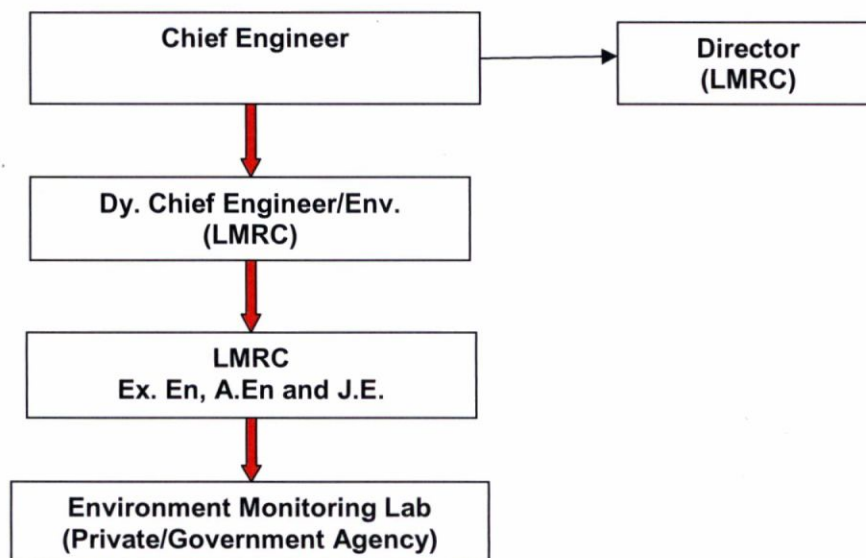 Chief Engineer
Director
(LMRC)
Dy. Chief Engineer/Env.
(LMRC)
LMRC
Ex. En, A.En and J.E.
Environment Monitoring Lab
(Private/Government Agency)